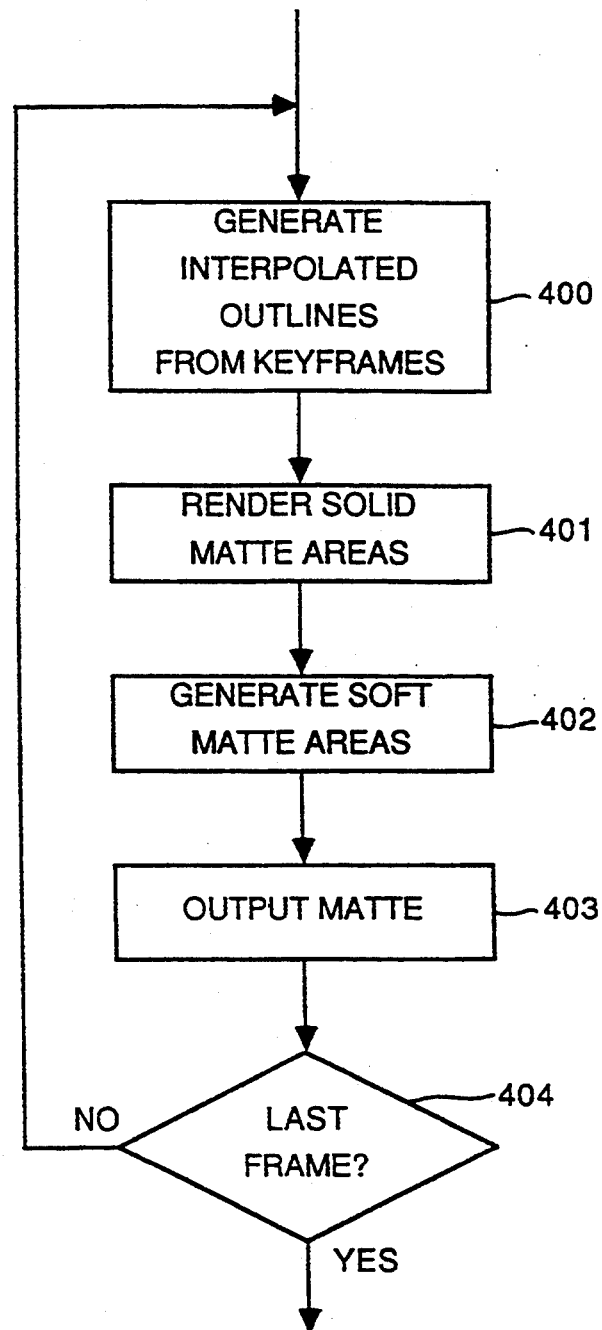 GENERATE
INTERPOLATED
OUTLINES
FROM KEYFRAMES
400
RENDER SOLID
MATTE AREAS
401
GENERATE SOFT
MATTE AREAS
402
OUTPUT MATTE
403
404
NO
LAST
FRAME?
YES